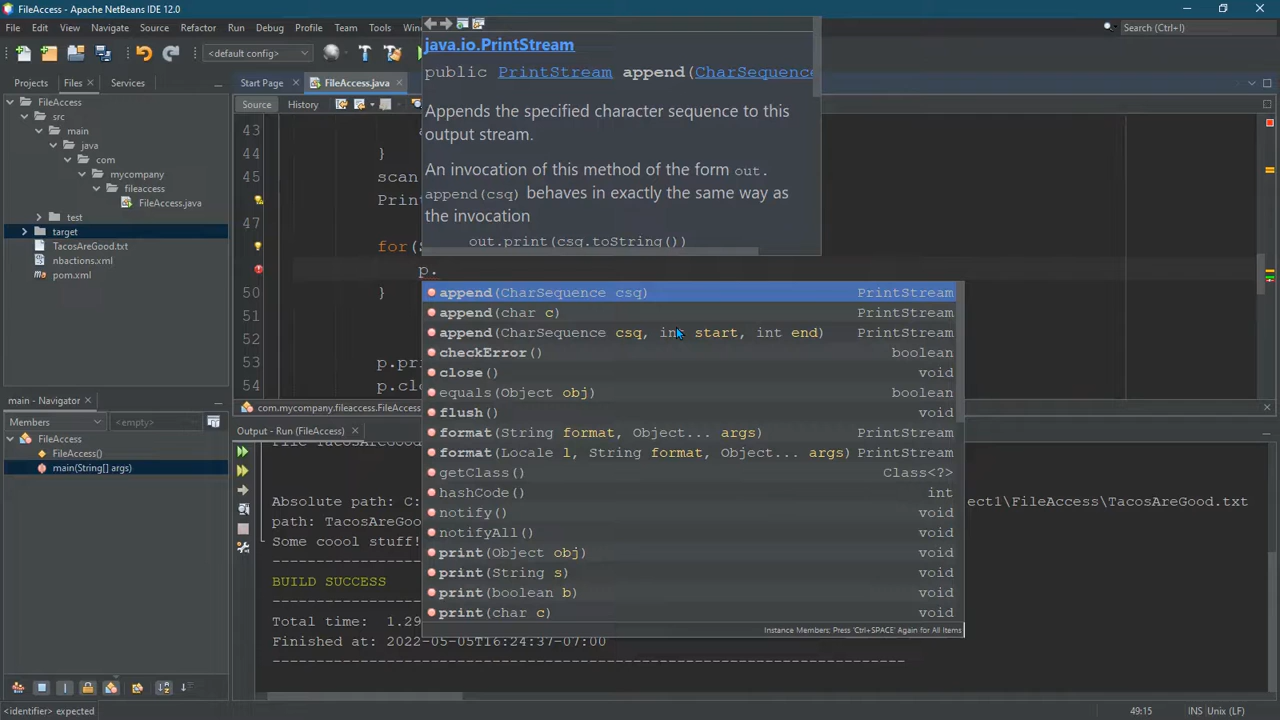 FileAccess - Apache NetBeans IDE 12.0
File Edit View Navigate Source Refactor Run Debug Profile Team Tools
Search (Ctrl+I)
<default config>
java.io.PrintStream
public PrintStream append(CharSequence
Appends the specified character sequence to this
output stream.
An invocation of this method of the form out.
append(csq) behaves in exactly the same way as
the invocation
out.print(csq.toString())
Projects Files Services
FileAccess
src
main
java
com
mycompany
fileaccess
FileAccess.java
test
target
TacosAreGood.txt
nbactions.xml
pom.xml
Start Page FileAccess.java
Source History
43
44 }
45 scan
Prin
47
for(
p.
50 }
53 p.pri
54 p.clo
com.mycompany.fileaccess.FileAccess
append(CharSequence csq) PrintStream
append(char c) PrintStream
append(CharSequence csq, int start, int end) PrintStream
checkError() boolean
close() void
equals(Object obj) boolean
flush() void
format(String format, Object... args) PrintStream
format(Locale l, String format, Object... args) PrintStream
getClass() Class<?>
hashCode() int
notify() void
notifyAll() void
print(Object obj) void
print(String s) void
print(boolean b) void
print(char c) void
Instance Members; Press 'Ctrl+SPACE' Again for All Items
main - Navigator
Members <empty>
FileAccess
FileAccess()
main(String[] args)
Output - Run (FileAccess)
Absolute path: C: ect1\FileAccess\TacosAreGood.txt
path: TacosAreGoo
Some coool stuff!
BUILD SUCCESS
Total time: 1.29
Finished at: 2022-05-05T16:24:37-07:00
------------------------------------------------------------------------
<identifier> expected 49:15 INS Unix (LF)